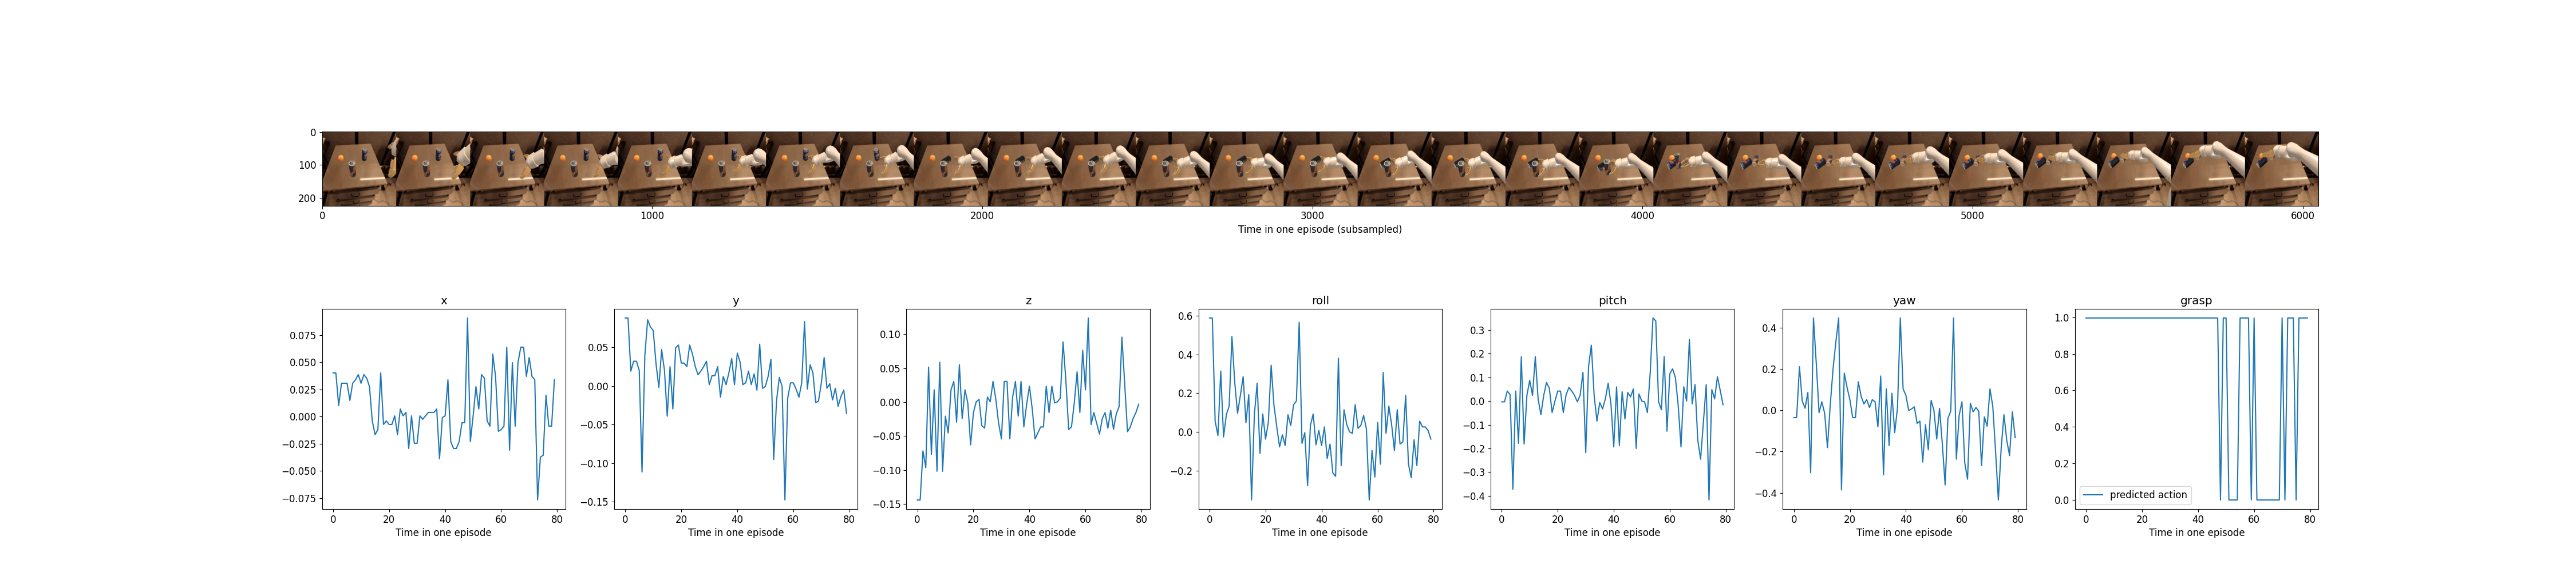 0
100
200
0 1000 2000 3000 4000 5000 6000
Time in one episode (subsampled)
x
0.075
0.050
0.025
0.000
−0.025
−0.050
−0.075
0 20 40 60 80
Time in one episode
y
0.05
0.00
−0.05
−0.10
−0.15
0 20 40 60 80
Time in one episode
z
0.10
0.05
0.00
−0.05
−0.10
−0.15
0 20 40 60 80
Time in one episode
roll
0.6
0.4
0.2
0.0
−0.2
0 20 40 60 80
Time in one episode
pitch
0.3
0.2
0.1
0.0
−0.1
−0.2
−0.3
−0.4
0 20 40 60 80
Time in one episode
yaw
0.4
0.2
0.0
−0.2
−0.4
0 20 40 60 80
Time in one episode
grasp
1.0
0.8
0.6
0.4
0.2
0.0
predicted action
0 20 40 60 80
Time in one episode